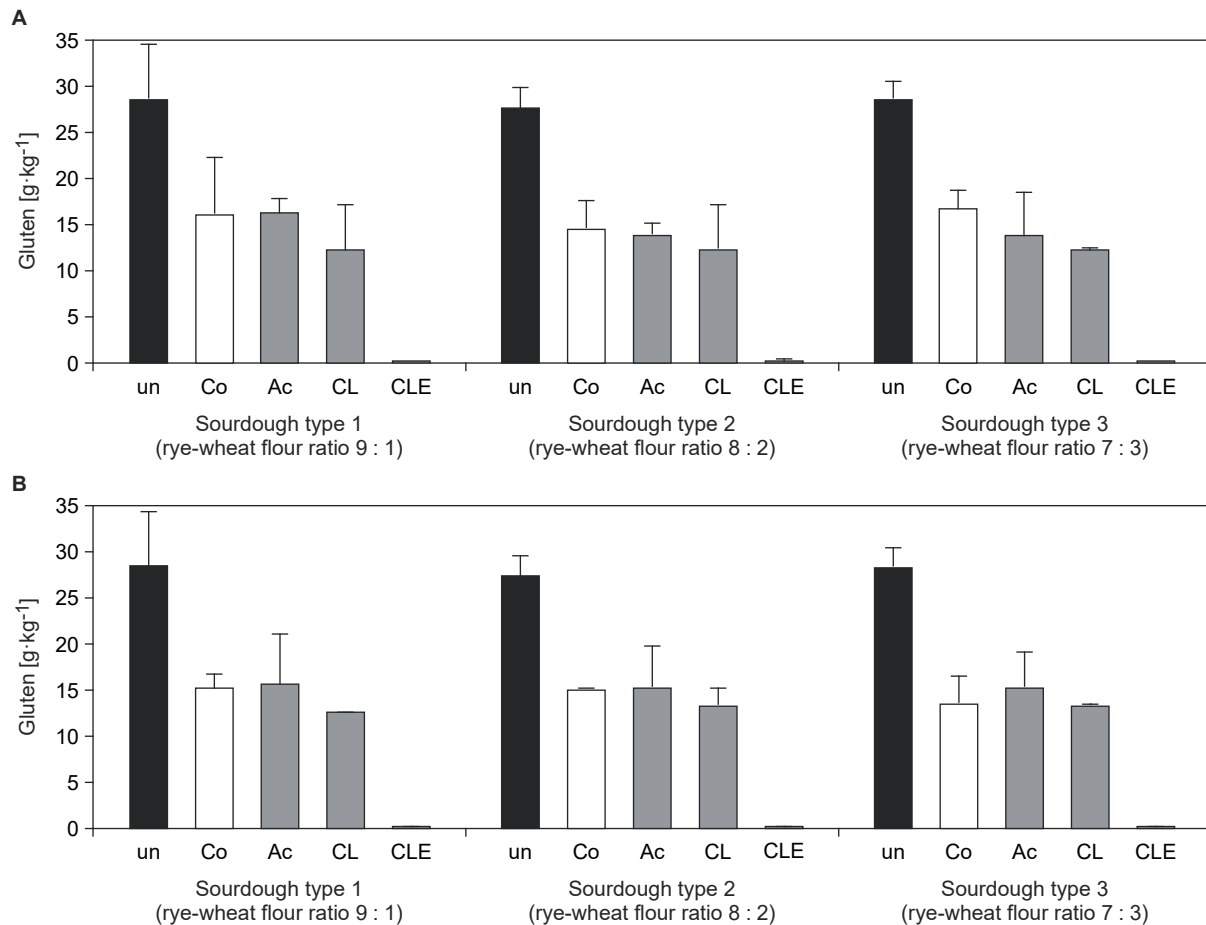 A
35
30
25
20
15
10
5
0
Gluten [g·kg⁻¹]
un Co Ac CL CLE un Co Ac CL CLE un Co Ac CL CLE
Sourdough type 1 Sourdough type 2 Sourdough type 3
(rye-wheat flour ratio 9 : 1) (rye-wheat flour ratio 8 : 2) (rye-wheat flour ratio 7 : 3)
B
35
30
25
20
15
10
5
0
Gluten [g·kg⁻¹]
un Co Ac CL CLE un Co Ac CL CLE un Co Ac CL CLE
Sourdough type 1 Sourdough type 2 Sourdough type 3
(rye-wheat flour ratio 9 : 1) (rye-wheat flour ratio 8 : 2) (rye-wheat flour ratio 7 : 3)